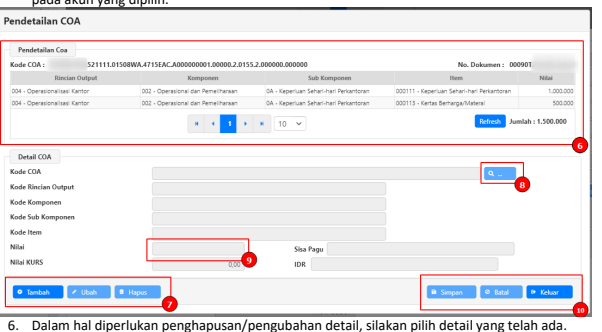 pada akun yang dipilih.
Pendetailan COA
Pendetailan Coa
Kode COA : 521111.01508WA.4715EAC.A000000001.00000.2.0155.2.000000.000000 No. Dokumen : 00090T
Rincian Output Komponen Sub Komponen Item Nilai
004 - Operasionalisasi Kantor 002 - Operasional dan Pemeliharaan 0A - Keperluan Sehari-hari Perkantoran 000111 - Keperluan Sehari-hari Perkantoran 1.000.000
004 - Operasionalisasi Kantor 002 - Operasional dan Pemeliharaan 0A - Keperluan Sehari-hari Perkantoran 000113 - Kertas Berharga/Materai 500.000
1 10 Refresh Jumlah : 1.500.000
6
Detail COA
Kode COA ...
8
Kode Rincian Output
Kode Komponen
Kode Sub Komponen
Kode Item
Nilai Sisa Pagu
9
Nilai KURS 0,00 IDR
Tambah Ubah Hapus Simpan Batal Keluar
7 10
6. Dalam hal diperlukan penghapusan/pengubahan detail, silakan pilih detail yang telah ada.